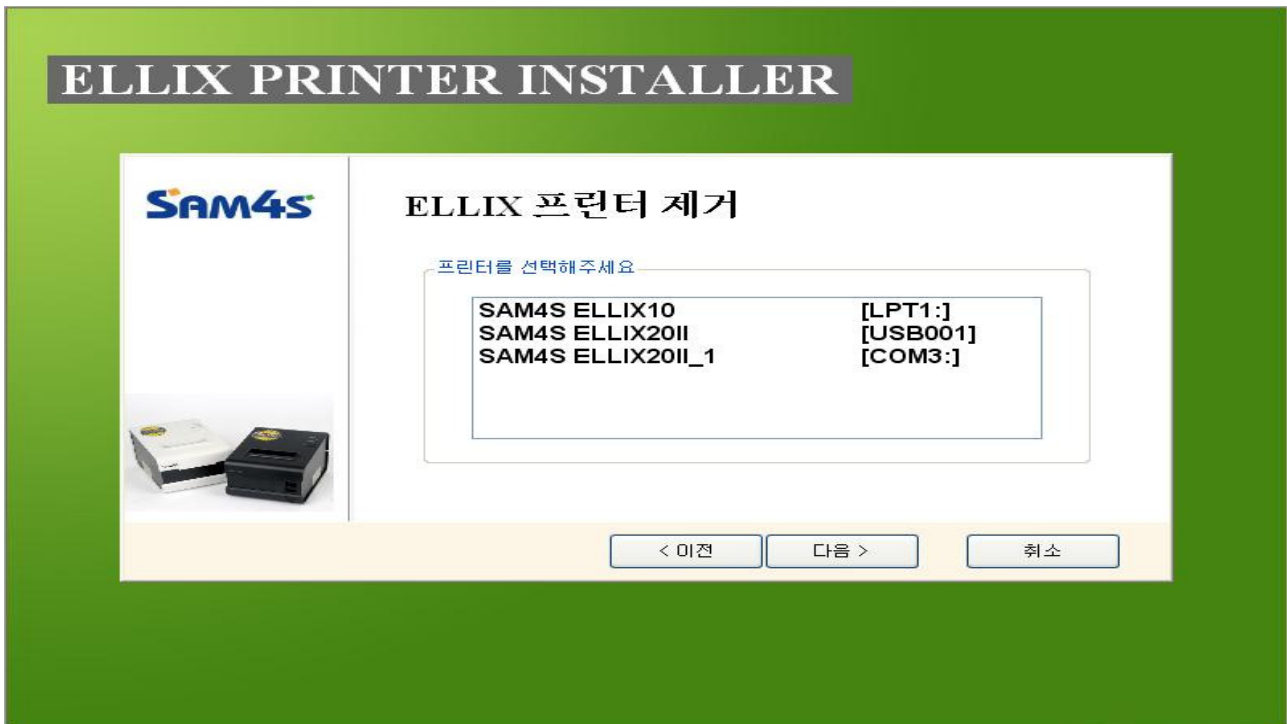 ELLIX PRINTER INSTALLER
SAM4S
ELLIX 프린터 제거
프린터를 선택해주세요
SAM4S ELLIX10 [LPT1:]
SAM4S ELLIX20II [USB001]
SAM4S ELLIX20II_1 [COM3:]
< 이전 다음 > 취소